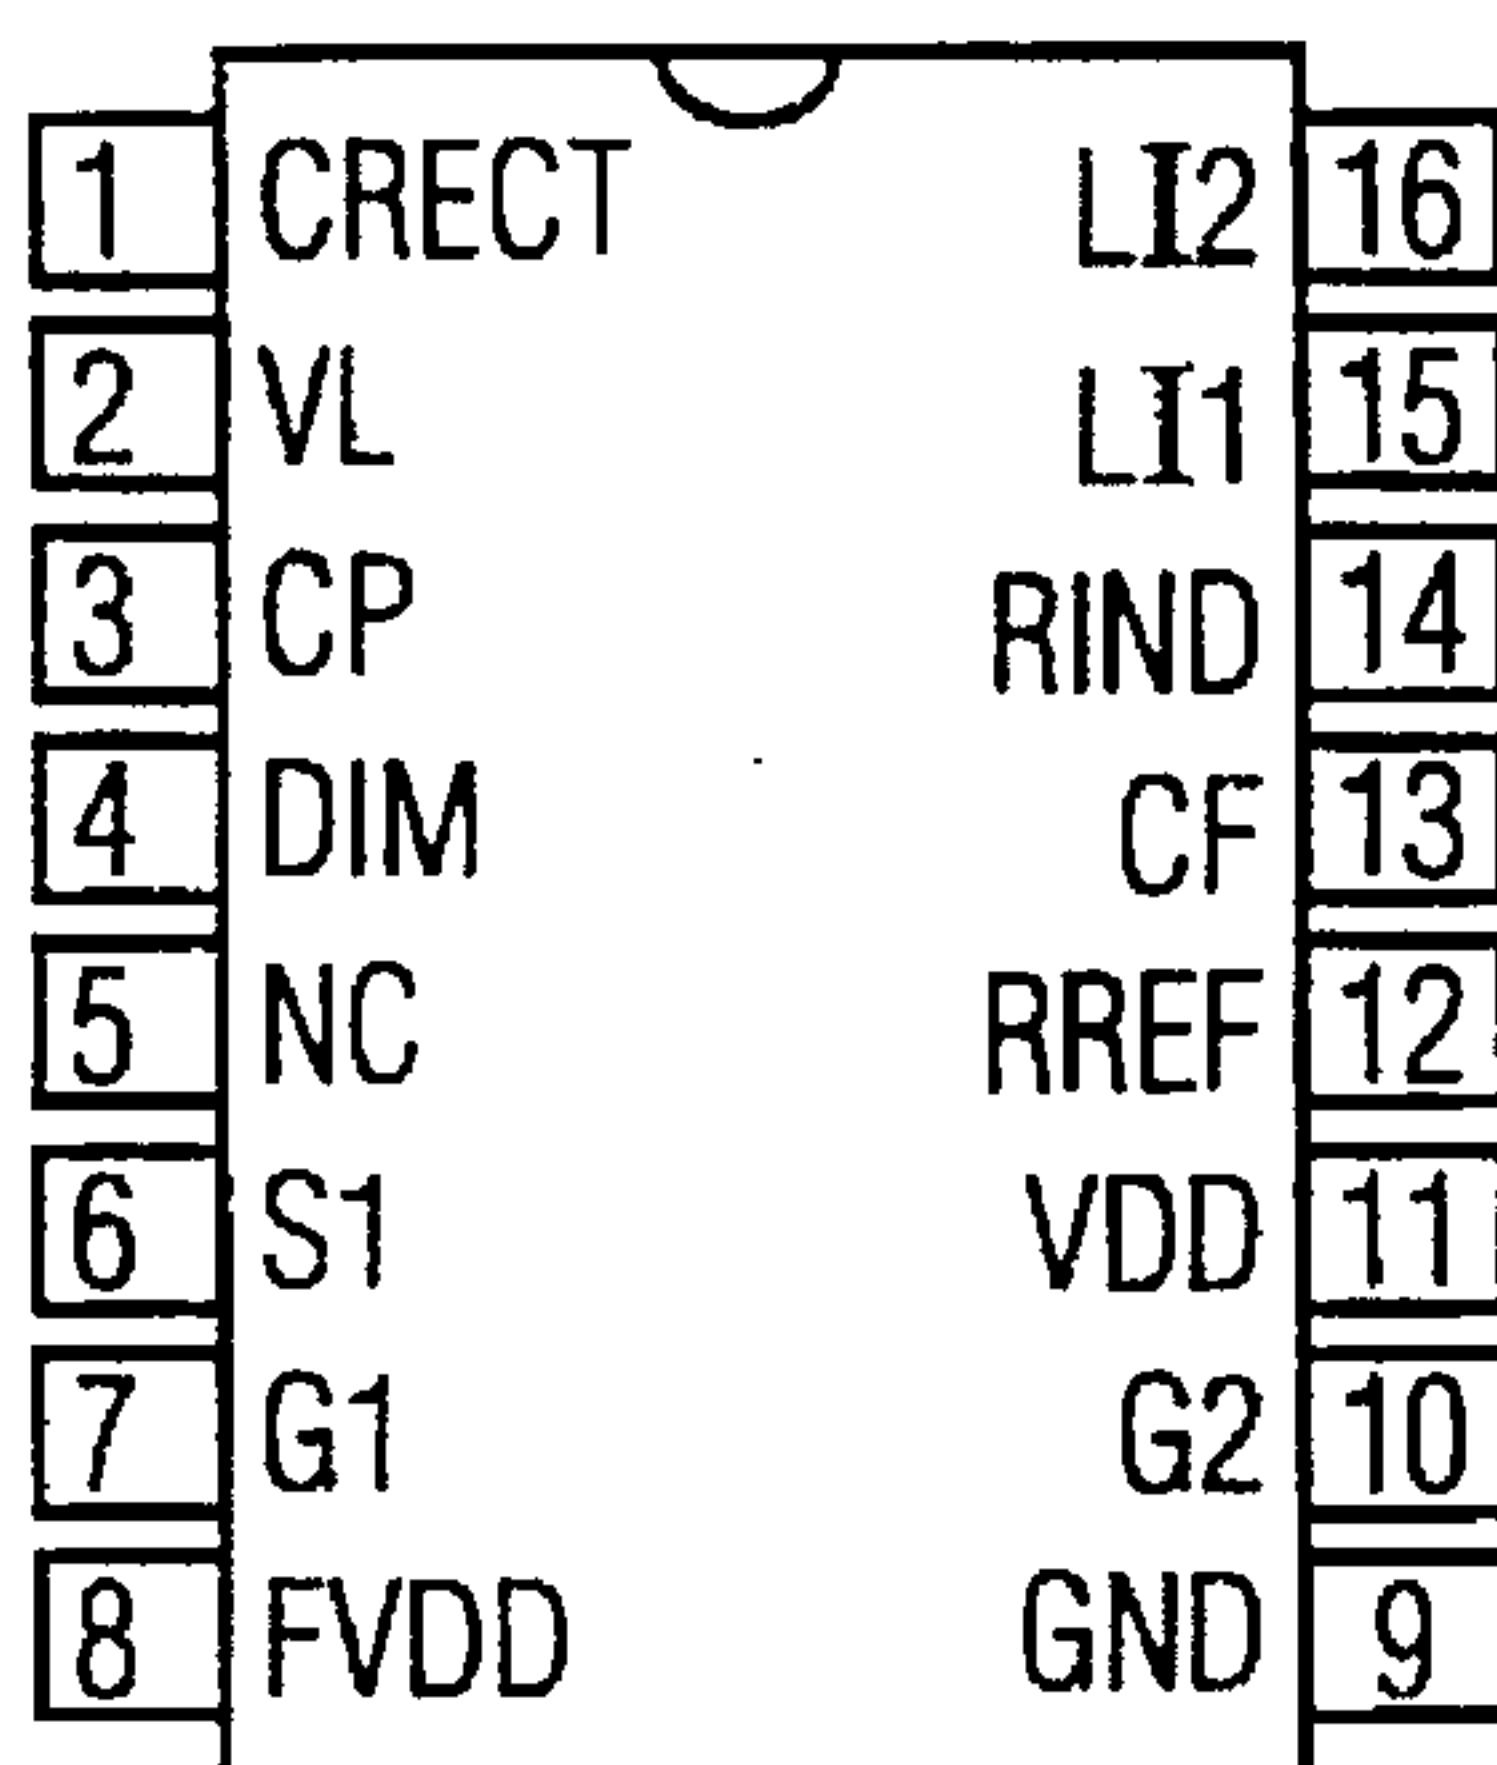 1 CRECT LI2 16
2 VL LI1 15
3 CP RIND 14
4 DIM CF 13
5 NC RREF 12
6 S1 VDD 11
7 G1 G2 10
8 FVDD GND 9